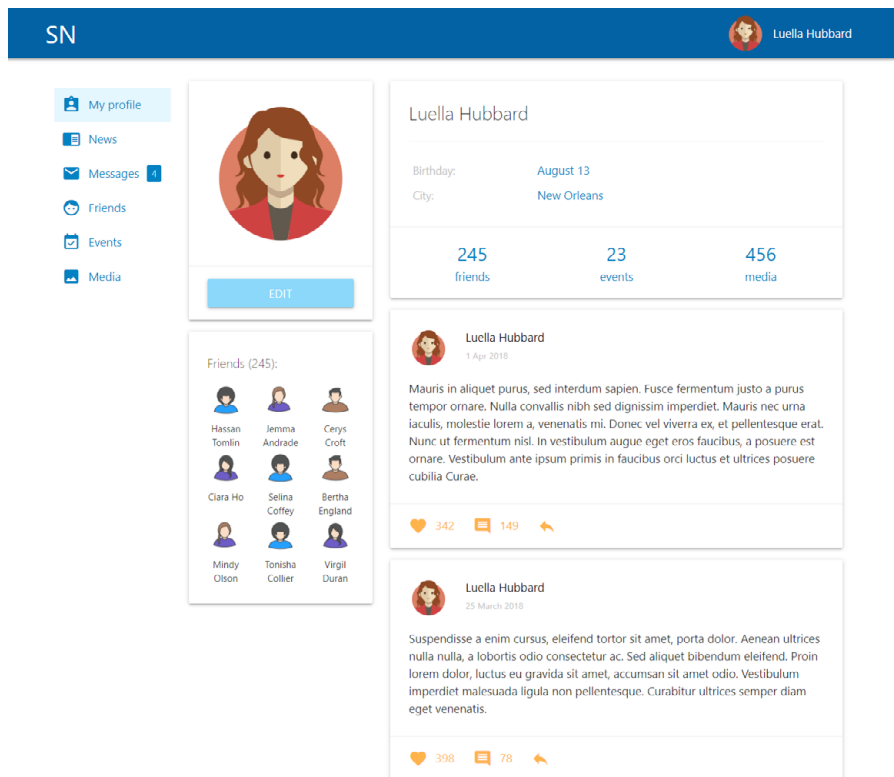 SN
Luella Hubbard
My profile
News
Messages 4
Friends
Events
Media
EDIT
Friends (245):
Hassan
Tomlin
Jemma
Andrade
Cerys
Croft
Ciara Ho
Selina
Coffey
Bertha
England
Mindy
Olson
Tonisha
Collier
Virgil
Duran
Luella Hubbard
Birthday: August 13
City: New Orleans
245 23 456
friends events media
Luella Hubbard
1 Apr 2018
Mauris in aliquet purus, sed interdum sapien. Fusce fermentum justo a purus
tempor ornare. Nulla convallis nibh sed dignissim imperdiet. Mauris nec urna
iaculis, molestie lorem a, venenatis mi. Donec vel viverra ex, et pellentesque erat.
Nunc ut fermentum nisl. In vestibulum augue eget eros faucibus, a posuere est
ornare. Vestibulum ante ipsum primis in faucibus orci luctus et ultrices posuere
cubilia Curae.
342 149
Luella Hubbard
25 March 2018
Suspendisse a enim cursus, eleifend tortor sit amet, porta dolor. Aenean ultrices
nulla nulla, a lobortis odio consectetur ac. Sed aliquet bibendum eleifend. Proin
lorem dolor, luctus eu gravida sit amet, accumsan sit amet odio. Vestibulum
imperdiet malesuada ligula non pellentesque. Curabitur ultrices semper diam
eget venenatis.
398 78